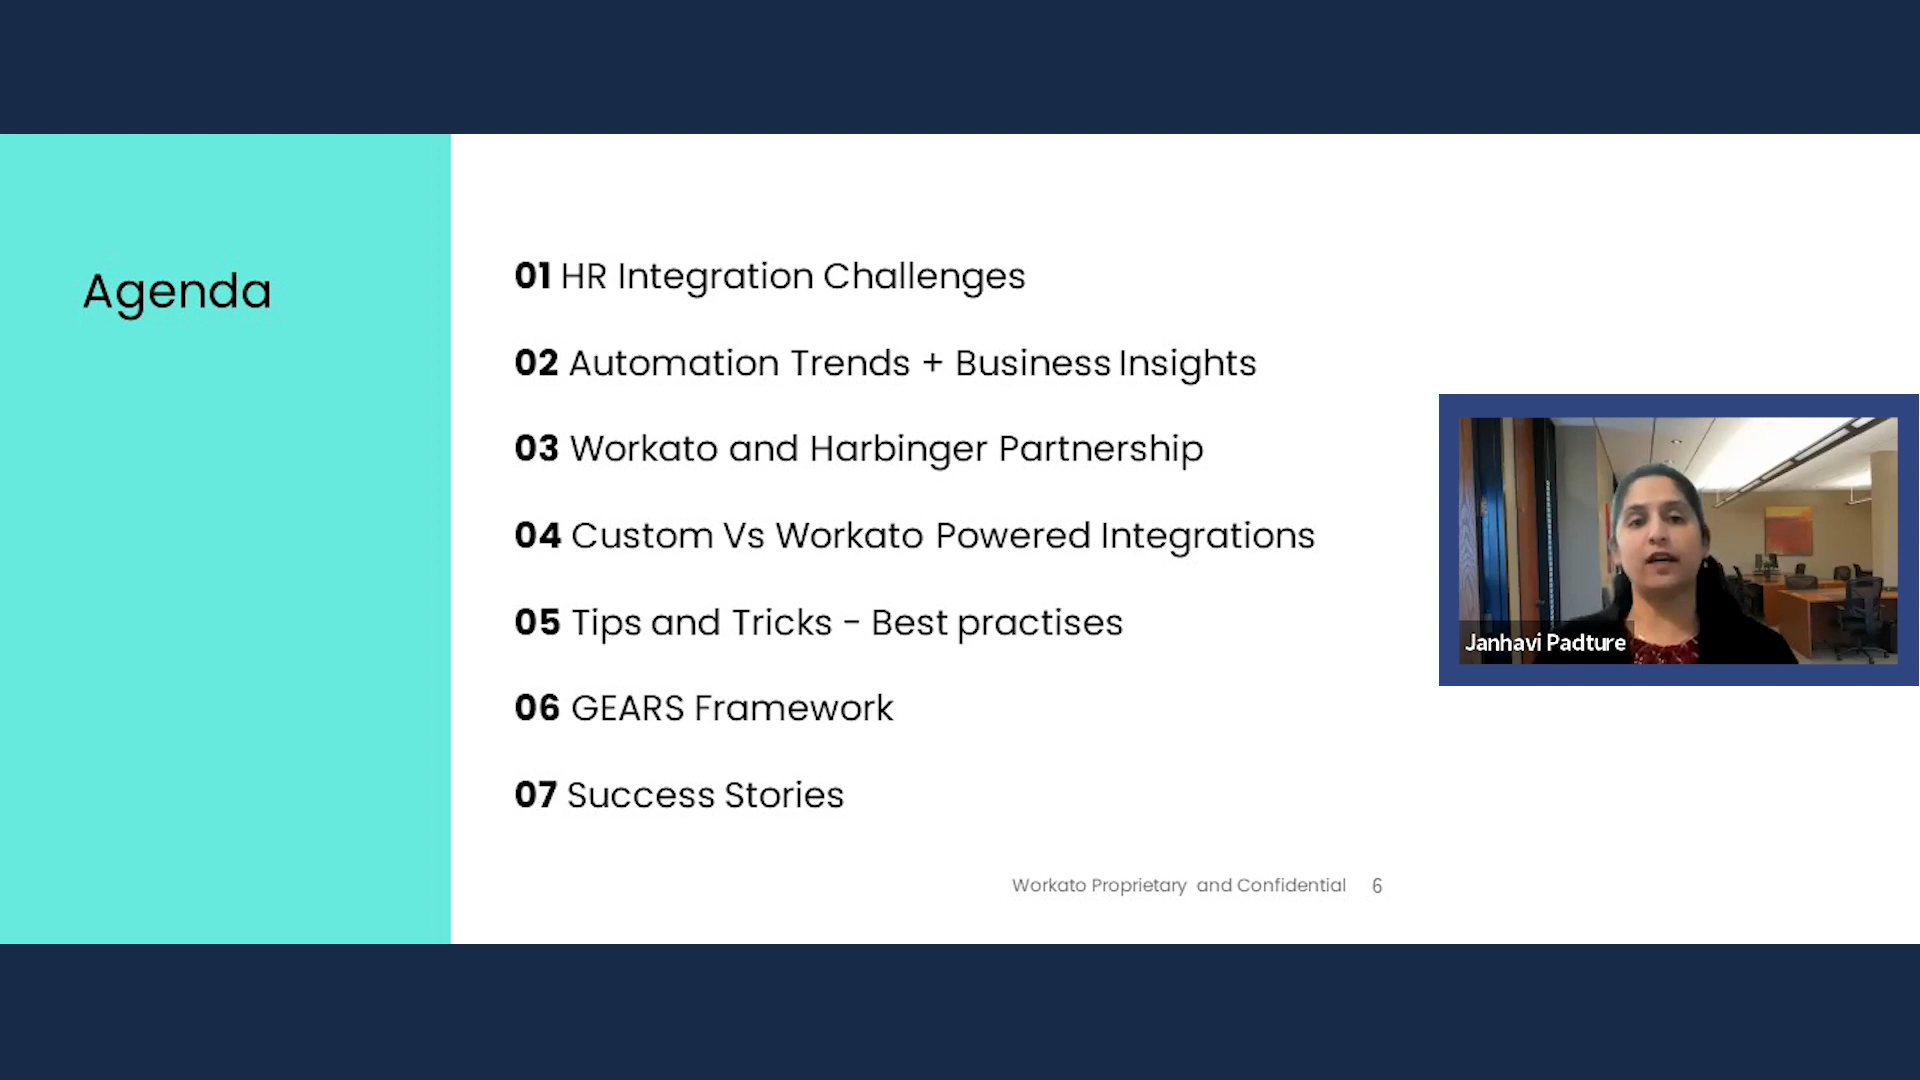 Agenda
01 HR Integration Challenges
02 Automation Trends + Business Insights
03 Workato and Harbinger Partnership
04 Custom Vs Workato Powered Integrations
05 Tips and Tricks - Best practises
06 GEARS Framework
07 Success Stories
Janhavi Padture
Workato Proprietary and Confidential 6